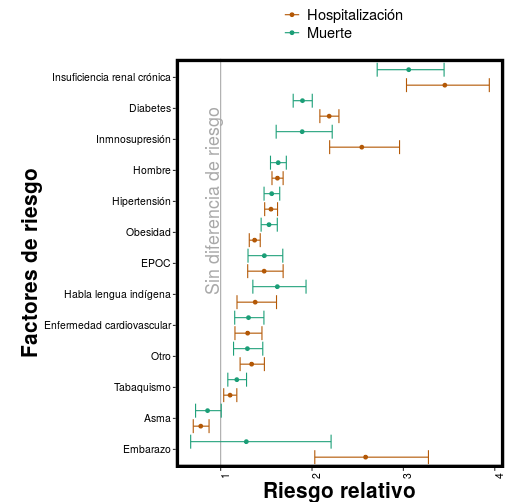 Hospitalización
Muerte
Factores de riesgo
Insuficiencia renal crónica
Diabetes
Inmnosupresión
Hombre
Hipertensión
Obesidad
EPOC
Habla lengua indígena
Enfermedad cardiovascular
Otro
Tabaquismo
Asma
Embarazo
Sin diferencia de riesgo
1
2
3
4
Riesgo relativo